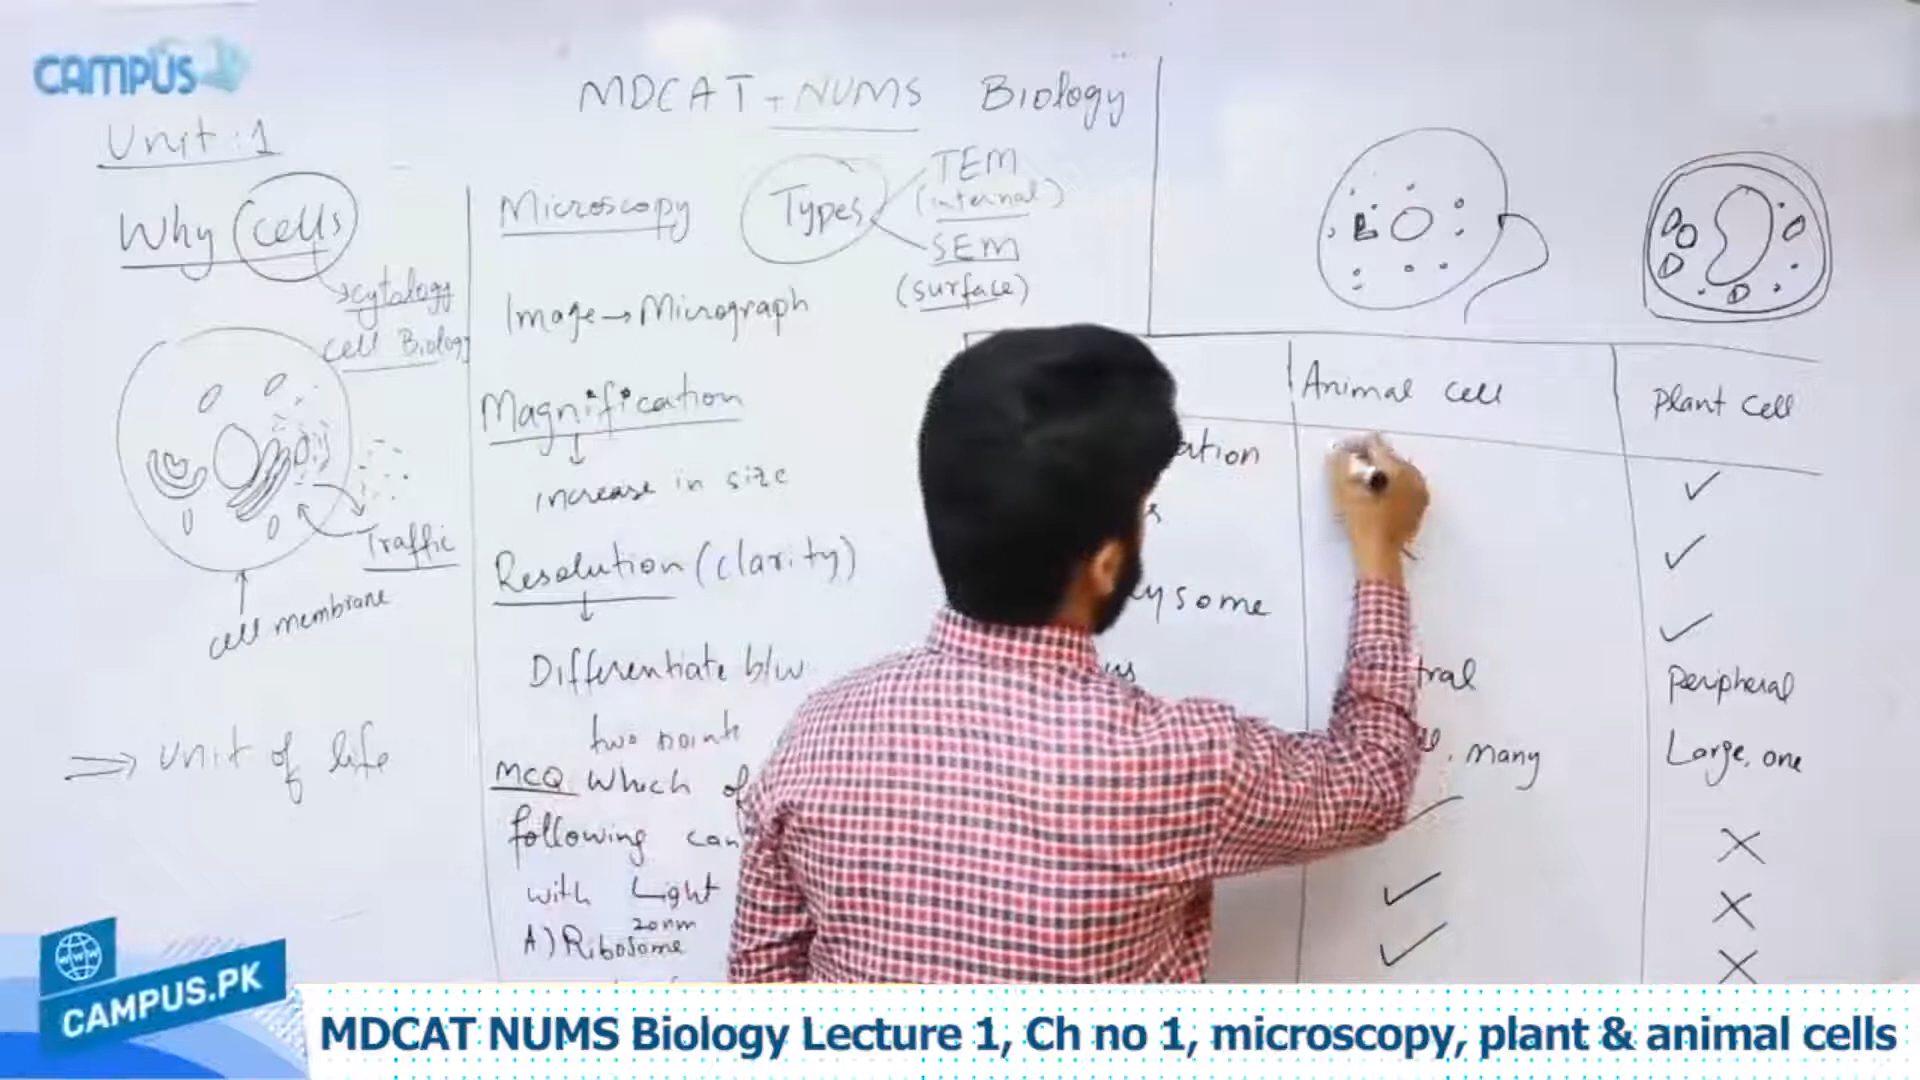 CAMPUS
MDCAT + NUMS Biology
Unit : 1
Why cells
cytology
cell Biology
Traffic
cell membrane
⇒ unit of life
Microscopy
Types
TEM
(internal)
SEM
(surface)
Image → Micrograph
Magnification
increase in size
Resolution (clarity)
Differentiate b/w
two points
MCQ Which of
following can
with Light
20nm
A) Ribosome
Animal cell
Plant cell
✓
✓
✓
Peripheral
many
Large, one
✓
X
✓
X
✓
X
WWW
CAMPUS.PK
MDCAT NUMS Biology Lecture 1, Ch no 1, microscopy, plant & animal cells